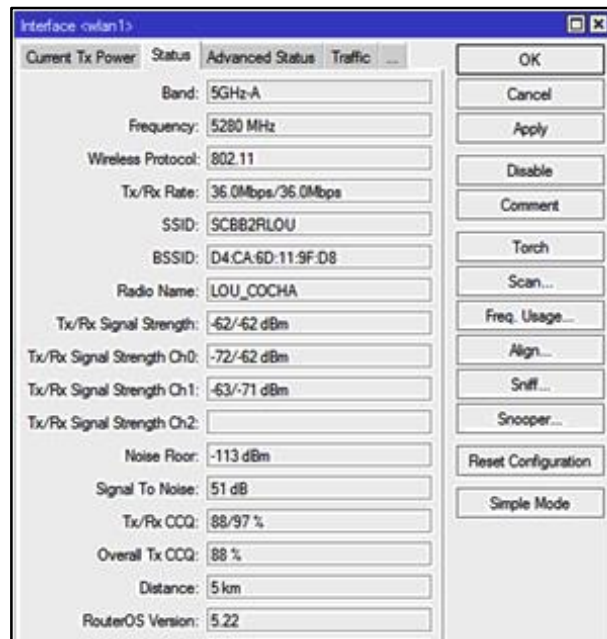 Interface <wlan1>
Current Tx Power Status Advanced Status Traffic ...
Band: 5GHz-A
Frequency: 5280 MHz
Wireless Protocol: 802.11
Tx/Rx Rate: 36.0Mbps/36.0Mbps
SSID: SCBB2RLOU
BSSID: D4:CA:6D:11:9F:D8
Radio Name: LOU_COCHA
Tx/Rx Signal Strength: -62/-62 dBm
Tx/Rx Signal Strength Ch0: -72/-62 dBm
Tx/Rx Signal Strength Ch1: -63/-71 dBm
Tx/Rx Signal Strength Ch2:
Noise Floor: -113 dBm
Signal To Noise: 51 dB
Tx/Rx CCQ: 88/97 %
Overall Tx CCQ: 88 %
Distance: 5 km
RouterOS Version: 5.22
OK
Cancel
Apply
Disable
Comment
Torch
Scan...
Freq. Usage...
Align...
Sniff...
Snooper...
Reset Configuration
Simple Mode